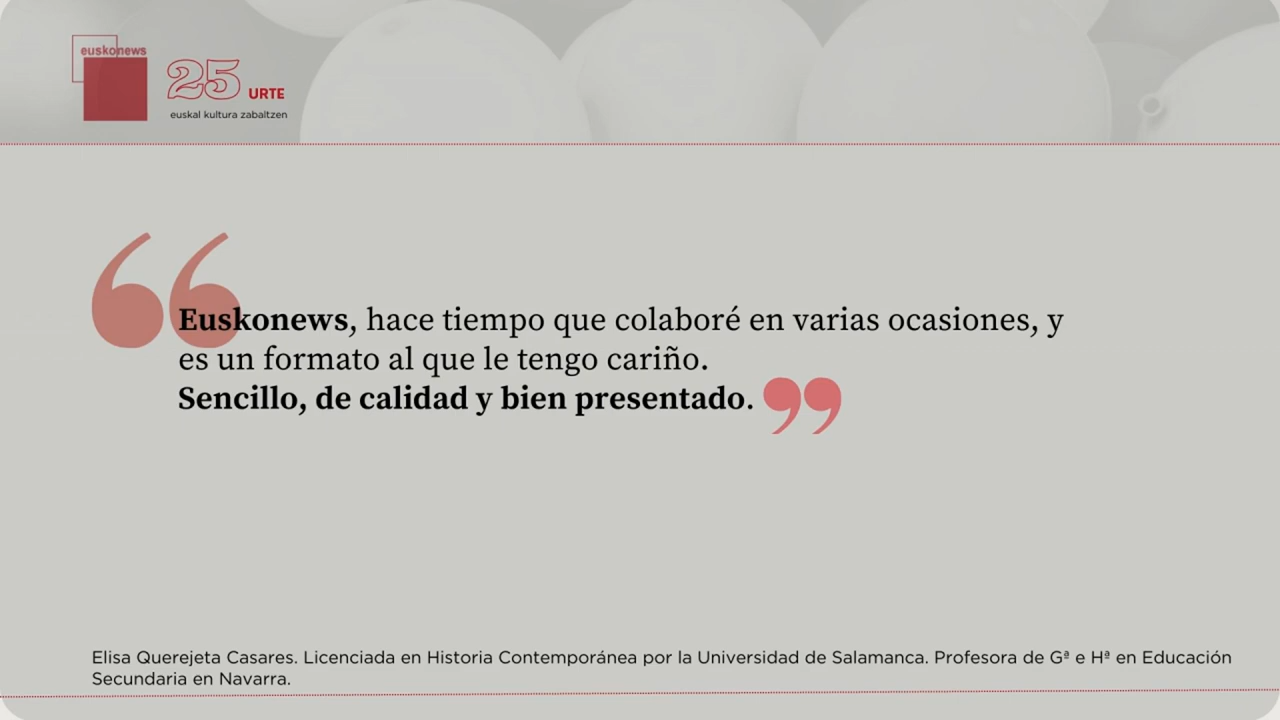 euskonews
25 URTE
euskal kultura zabaltzen
“Euskonews, hace tiempo que colaboré en varias ocasiones, y
es un formato al que le tengo cariño.
Sencillo, de calidad y bien presentado.”
Elisa Querejeta Casares. Licenciada en Historia Contemporánea por la Universidad de Salamanca. Profesora de Gª e Hª en Educación
Secundaria en Navarra.